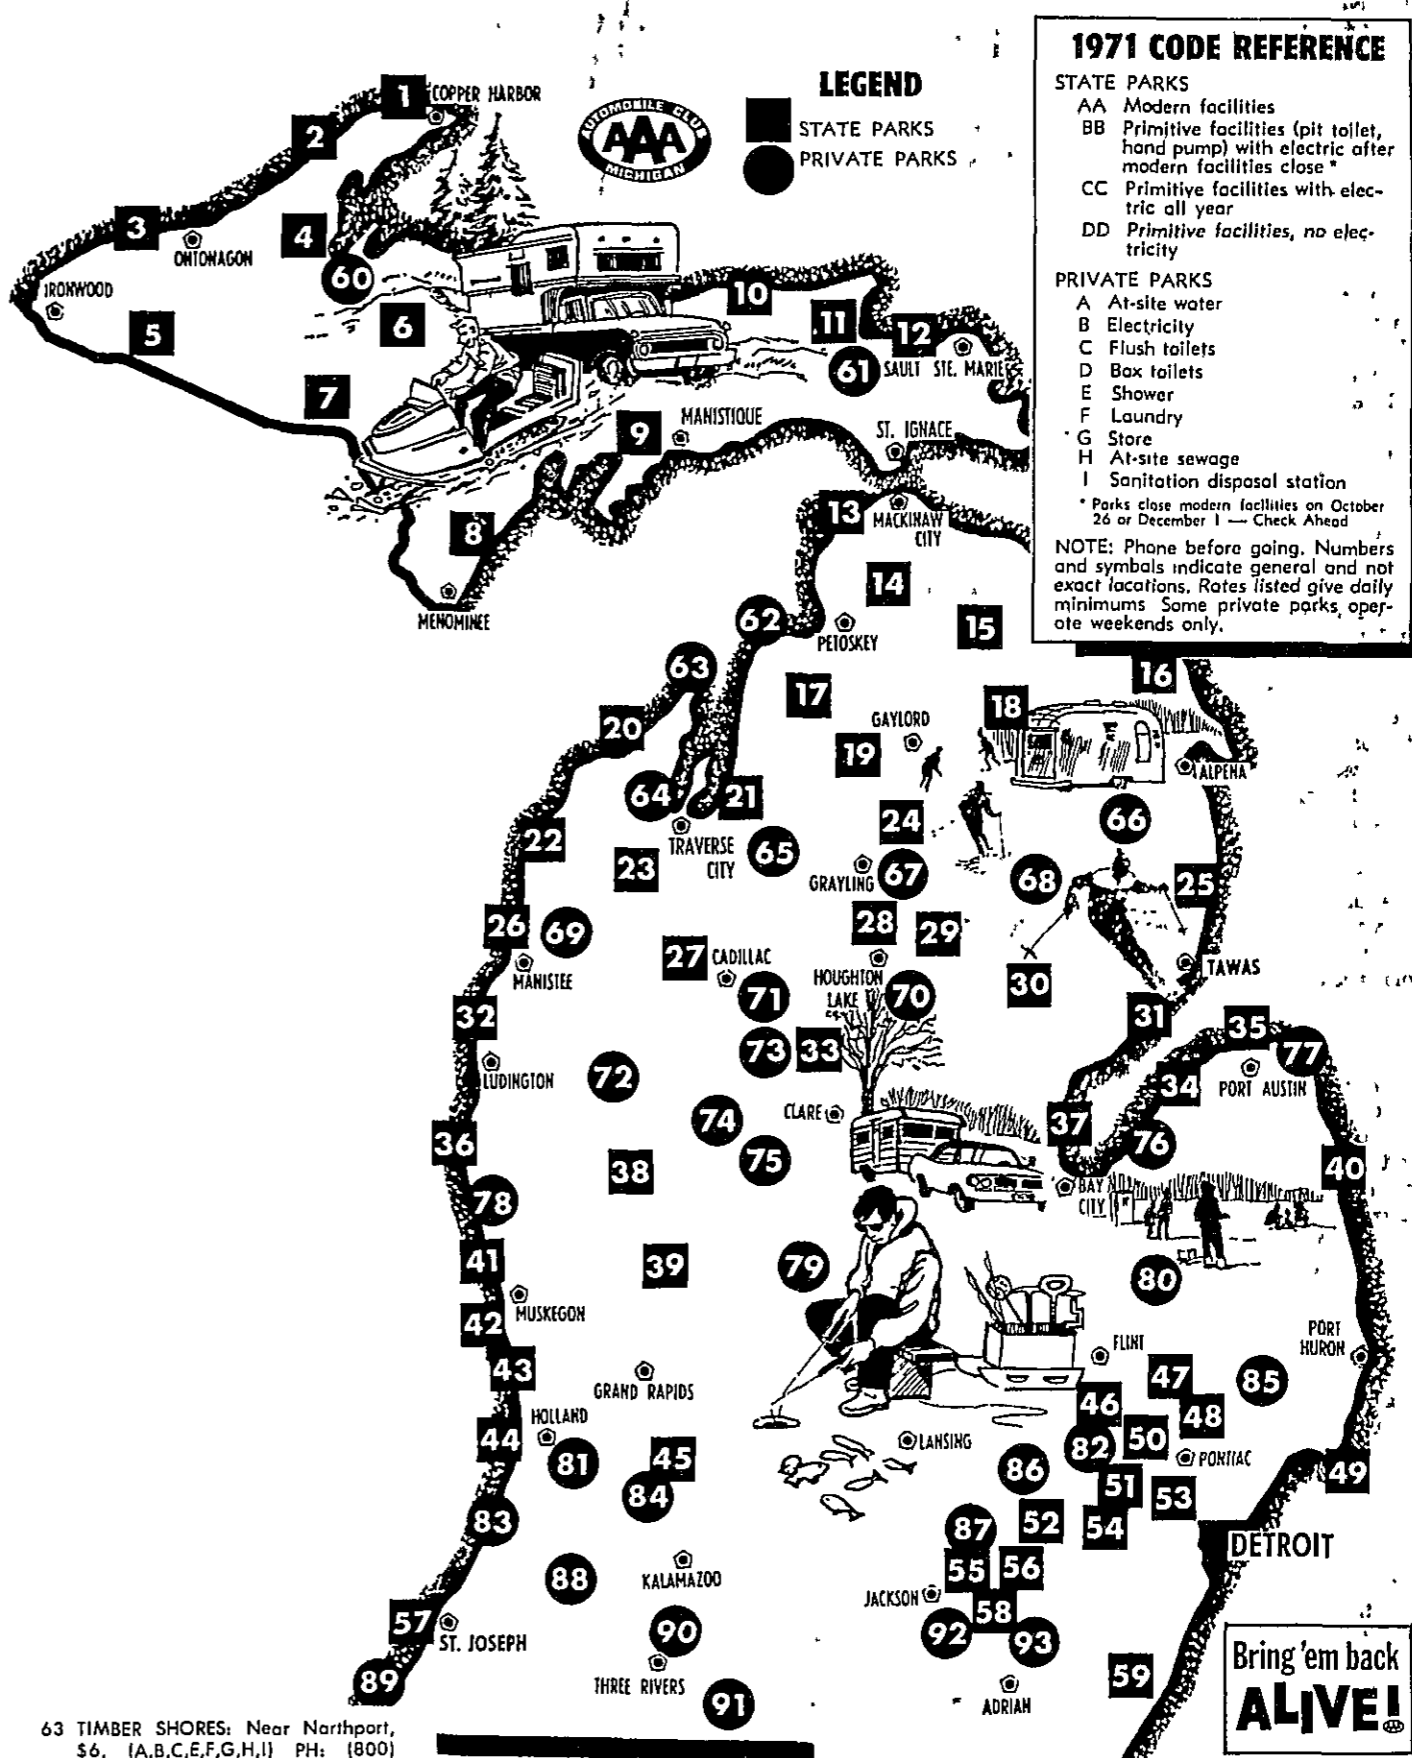 1971 CODE REFERENCE
STATE PARKS
AA Modern facilities
BB Primitive facilities (pit toilet,
hand pump) with electric after
modern facilities close *
CC Primitive facilities with elec-
tric all year
DD Primitive facilities, no elec-
tricity
PRIVATE PARKS
A At-site water
B Electricity
C Flush toilets
D Box toilets
E Shower
F Laundry
G Store
H At-site sewage
I Sanitation disposal station
* Parks close modern facilities on October
26 or December 1 — Check Ahead
NOTE: Phone before going. Numbers
and symbols indicate general and not
exact locations. Rates listed give daily
minimums Some private parks oper-
ate weekends only.
LEGEND
STATE PARKS
PRIVATE PARKS
AUTOMOBILE CLUB
AAA
MICHIGAN
1
COPPER HARBOR
2
3
4
ONTONAGON
60
IRONWOOD
5
6
10
11
12
61
SAULT STE. MARIE
7
9
MANISTIQUE
ST. IGNACE
8
13
MACKINAW
CITY
MENOMINEE
14
62
PETOSKEY
15
63
16
17
18
20
GAYLORD
19
ALPENA
64
21
24
66
22
TRAVERSE
CITY
65
23
GRAYLING
67
68
25
26
69
28
29
27
CADILLAC
MANISTEE
HOUGHTON
LAKE
30
TAWAS
71
70
32
31
35
73
33
77
LUDINGTON
72
34
PORT AUSTIN
74
CLARE
37
36
76
75
38
40
BAY
CITY
78
41
39
79
80
MUSKEGON
42
PORT
HURON
FLINT
43
GRAND RAPIDS
47
85
46
48
HOLLAND
44
LANSING
82
50
PONTIAC
81
45
86
49
84
51
53
83
87
52
54
DETROIT
88
KALAMAZOO
55
56
JACKSON
58
57
ST. JOSEPH
90
92
93
THREE RIVERS
89
91
ADRIAN
59
Bring 'em back
ALIVE!
63 TIMBER SHORES: Near Northport,
$6. (A,B,C,E,F,G,H,I) PH: (800)